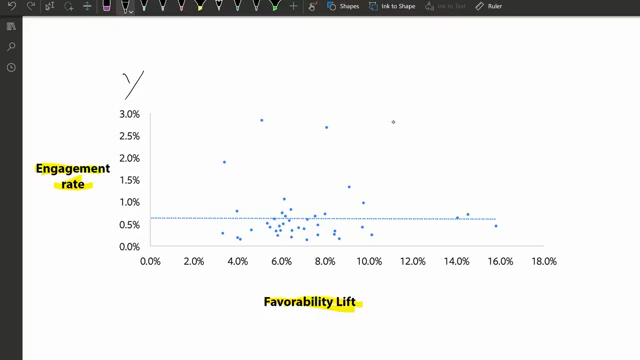 Shapes Ink to Shape Ink to Text Ruler
y
3.0%
2.5%
2.0%
1.5%
1.0%
0.5%
0.0%
Engagement
rate
0.0% 2.0% 4.0% 6.0% 8.0% 10.0% 12.0% 14.0% 16.0% 18.0%
Favorability Lift